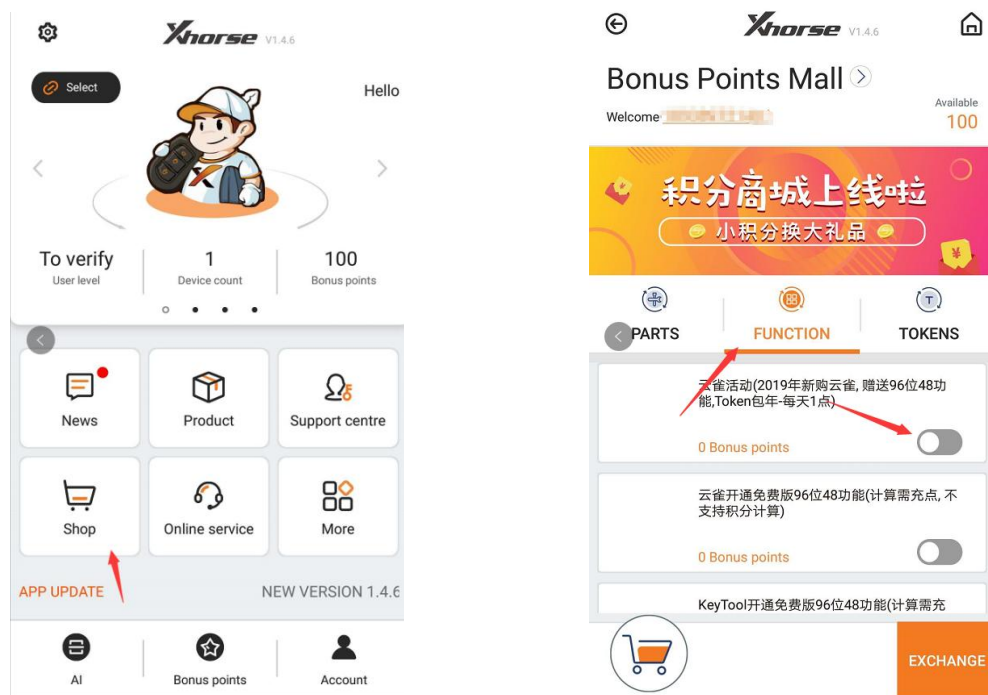 Xhorse V1.4.6
Select
Hello
To verify
User level
1
Device count
100
Bonus points
News
Product
Support centre
Shop
Online service
More
APP UPDATE
NEW VERSION 1.4.6
AI
Bonus points
Account
Xhorse V1.4.6
Bonus Points Mall
Welcome
Available
100
积分商城上线啦
小积分换大礼品
¥
¥
T
PARTS
FUNCTION
TOKENS
云雀活动(2019年新购云雀, 赠送96位48功
能,Token包年-每天1点)
0 Bonus points
云雀开通免费版96位48功能(计算需充点, 不
支持积分计算)
0 Bonus points
KeyTool开通免费版96位48功能(计算需充
EXCHANGE